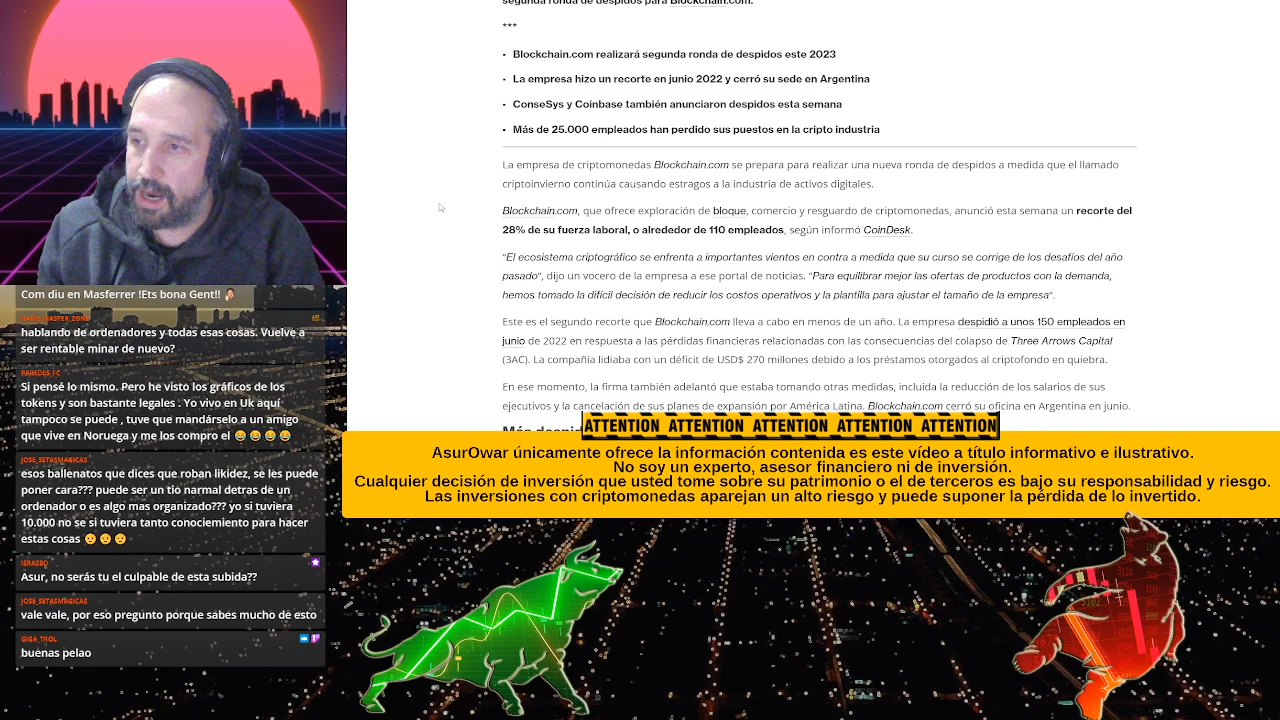 segunda ronda de despidos para Blockchain.com.
***
• Blockchain.com realizará segunda ronda de despidos este 2023
• La empresa hizo un recorte en junio 2022 y cerró su sede en Argentina
• ConseSys y Coinbase también anunciaron despidos esta semana
• Más de 25.000 empleados han perdido sus puestos en la cripto industria
La empresa de criptomonedas Blockchain.com se prepara para realizar una nueva ronda de despidos a medida que el llamado
criptoinvierno continúa causando estragos a la industria de activos digitales.
Blockchain.com, que ofrece exploración de bloque, comercio y resguardo de criptomonedas, anunció esta semana un recorte del
28% de su fuerza laboral, o alrededor de 110 empleados, según informó CoinDesk.
"El ecosistema criptográfico se enfrenta a importantes vientos en contra a medida que su curso se corrige de los desafíos del año
pasado", dijo un vocero de la empresa a ese portal de noticias. "Para equilibrar mejor las ofertas de productos con la demanda,
hemos tomado la difícil decisión de reducir los costos operativos y la plantilla para ajustar el tamaño de la empresa".
Este es el segundo recorte que Blockchain.com lleva a cabo en menos de un año. La empresa despidió a unos 150 empleados en
junio de 2022 en respuesta a las pérdidas financieras relacionadas con las consecuencias del colapso de Three Arrows Capital
(3AC). La compañía lidiaba con un déficit de USD$ 270 millones debido a los préstamos otorgados al criptofondo en quiebra.
En ese momento, la firma también adelantó que estaba tomando otras medidas, incluida la reducción de los salarios de sus
ejecutivos y la cancelación de sus planes de expansión por América Latina. Blockchain.com cerró su oficina en Argentina en junio.
ATTENTION ATTENTION ATTENTION ATTENTION ATTENTION
AsurOwar únicamente ofrece la información contenida es este vídeo a título informativo e ilustrativo.
No soy un experto, asesor financiero ni de inversión.
Cualquier decisión de inversión que usted tome sobre su patrimonio o el de terceros es bajo su responsabilidad y riesgo.
Las inversiones con criptomonedas aparejan un alto riesgo y puede suponer la pérdida de lo invertido.
Com diu en Masferrer !Ets bona Gent!!
hablando de ordenadores y todas esas cosas. Vuelve a
ser rentable minar de nuevo?
PAREDES_FC
Si pensé lo mismo. Pero he visto los gráficos de los
tokens y son bastante legales . Yo vivo en Uk aquí
tampoco se puede , tuve que mandárselo a un amigo
que vive en Noruega y me los compro el 😂😂😂😂
JOSE_SETASMAGICAS
esos ballenatos que dices que roban likidez, se les puede
poner cara??? puede ser un tio narmal detras de un
ordenador o es algo mas organizado??? yo si tuviera
10.000 no se si tuviera tanto conociemiento para hacer
estas cosas
ISRASBD
Asur, no serás tu el culpable de esta subida??
JOSE_SETASMAGICAS
vale vale, por eso pregunto porque sabes mucho de esto
GIGA_TROL
buenas pelao